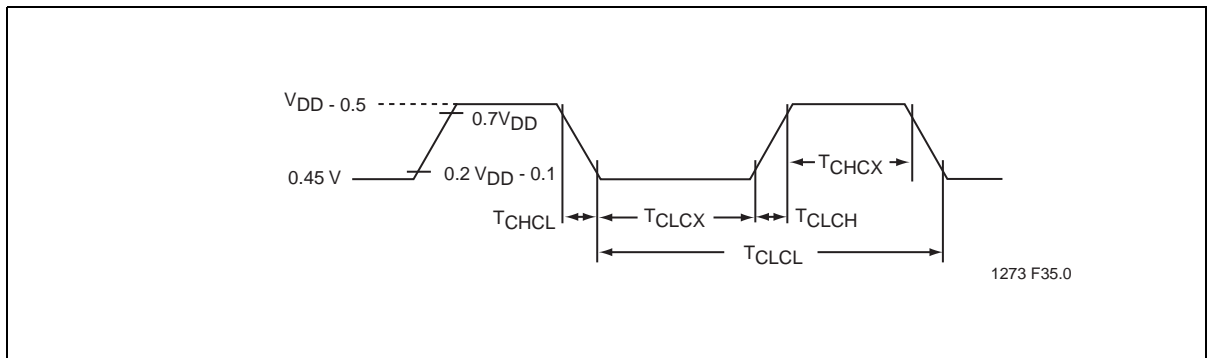 VDD - 0.5
0.7VDD
0.45 V
0.2 VDD - 0.1
TCHCX
TCHCL
TCLCX
TCLCH
TCLCL
1273 F35.0